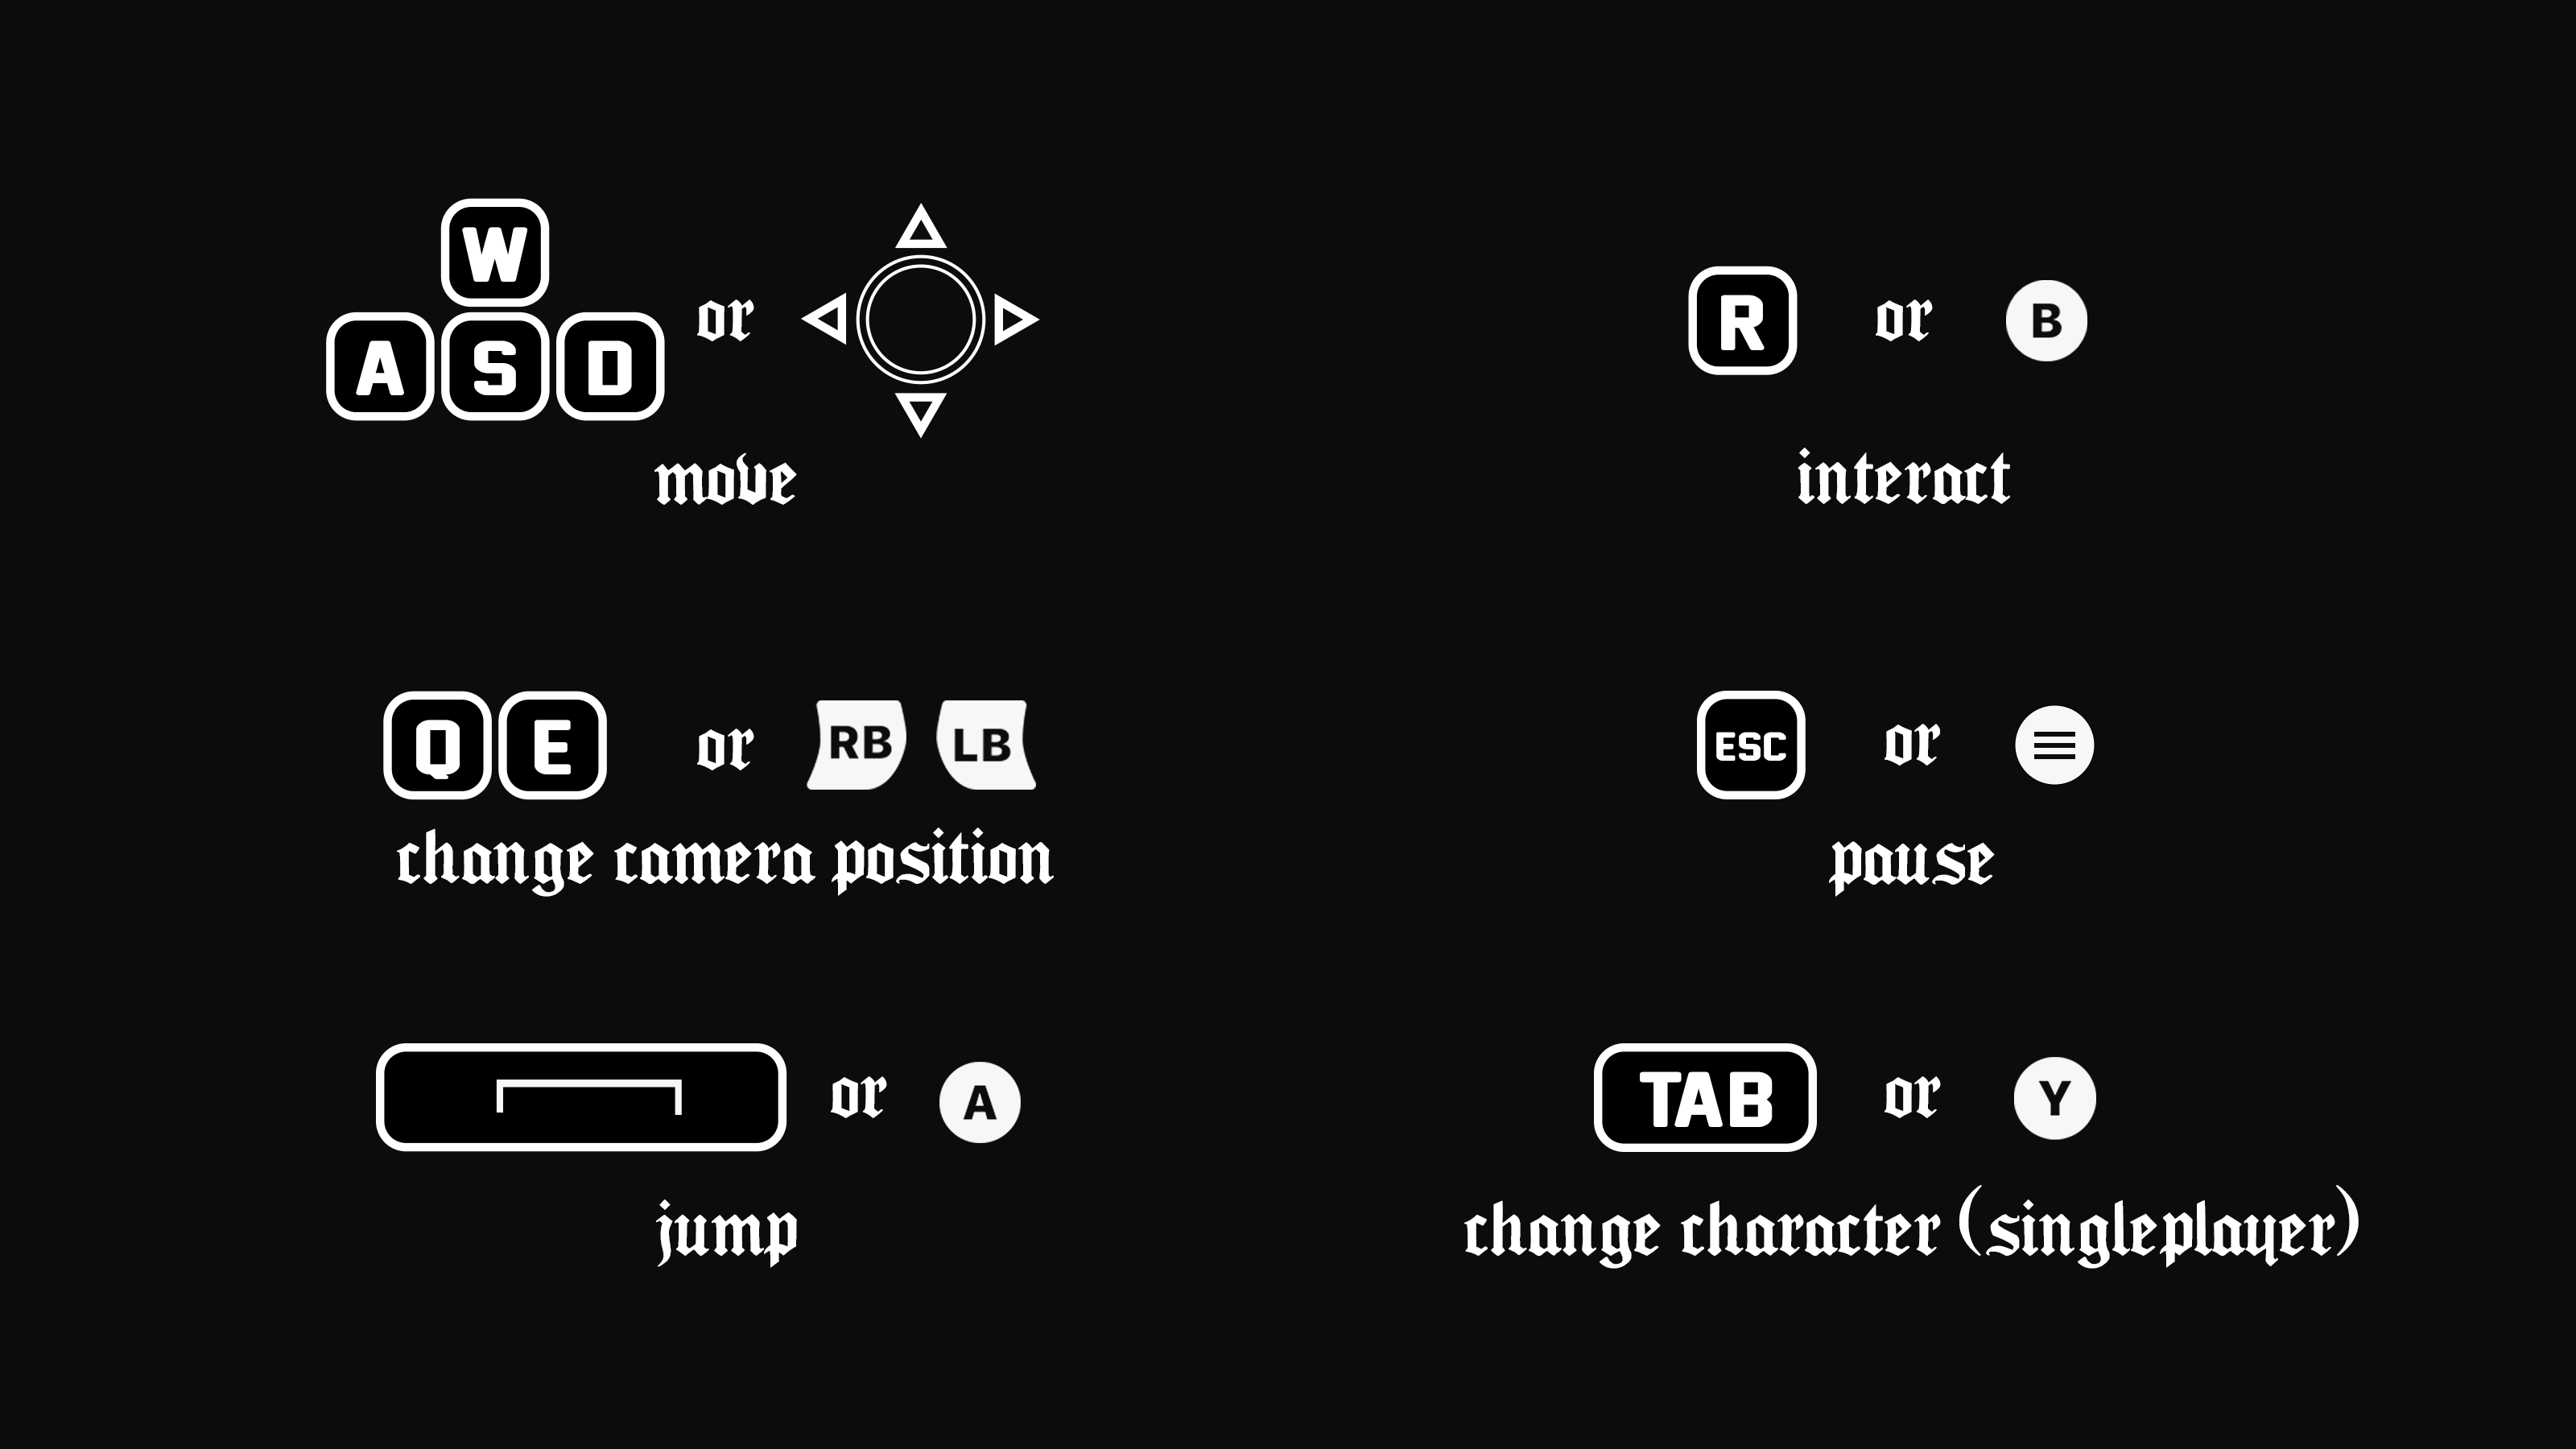 W
A S D or
move
R or B
interact
Q E or RB LB
change camera position
ESC or
pause
or A
jump
TAB or Y
change character (singleplayer)